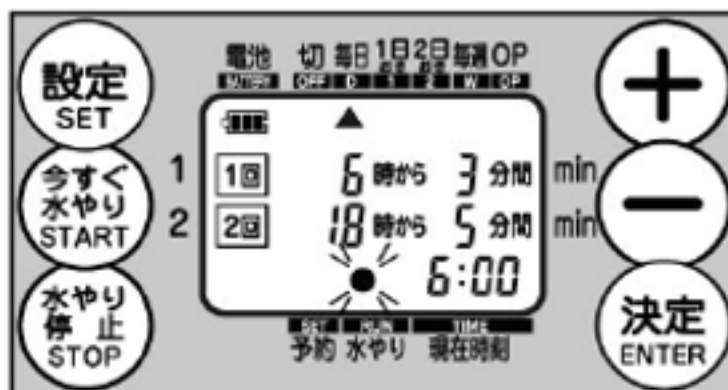 電池 切 毎日 1日おき 2日おき 毎週 OP
BATTERY OFF D 1 2 W OP
設定
SET
今すぐ
水やり
START
水やり
停止
STOP
1 1回 6時から 3分間 min
2 2回 18時から 5分間 min
6:00
SET RUN TIME
予約 水やり 現在時刻
+
−
決定
ENTER